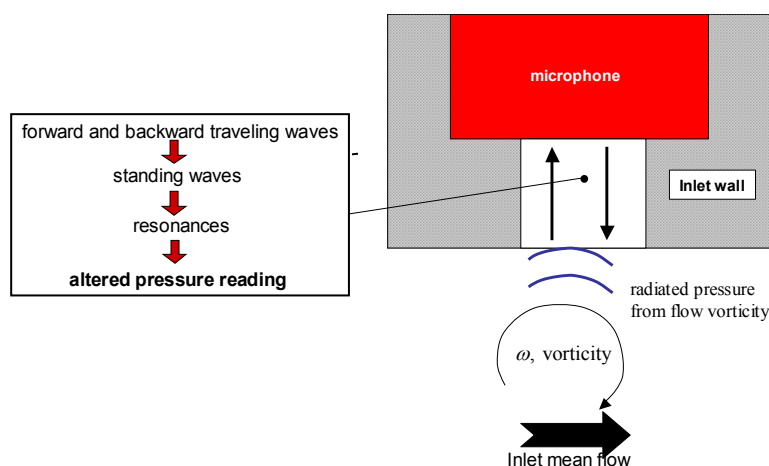 microphone
forward and backward traveling waves
standing waves
resonances
altered pressure reading
Inlet wall
radiated pressure
from flow vorticity
ω, vorticity
Inlet mean flow